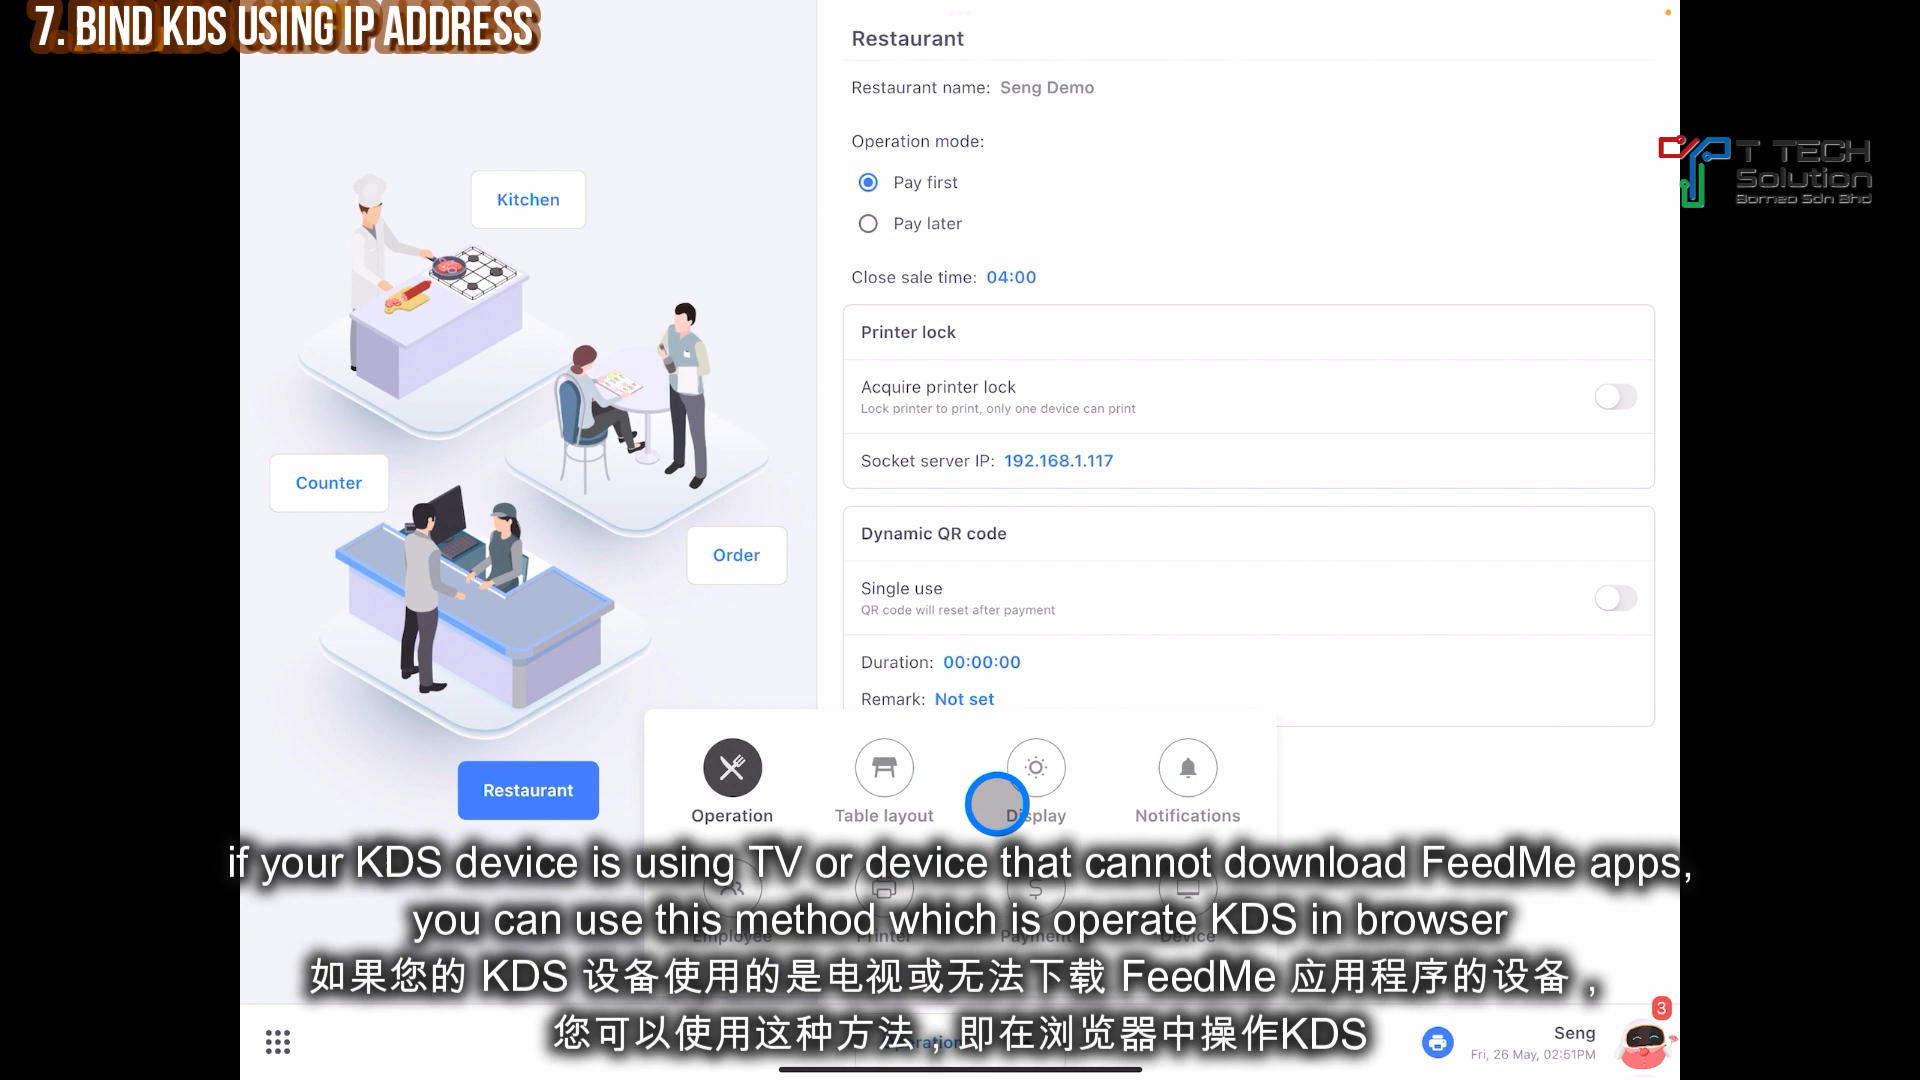 7. BIND KDS USING IP ADDRESS
Restaurant
Restaurant name: Seng Demo
Operation mode:
Pay first
Pay later
Close sale time: 04:00
Printer lock
Acquire printer lock
Lock printer to print, only one device can print
Socket server IP: 192.168.1.117
Dynamic QR code
Single use
QR code will reset after payment
Duration: 00:00:00
Remark: Not set
T TECH
Solution
Borneo Sdn Bhd
Kitchen
Counter
Order
Restaurant
Operation
Table layout
Display
Notifications
if your KDS device is using TV or device that cannot download FeedMe apps,
you can use this method which is operate KDS in browser
Employee
Printer
Payment
Device
如果您的 KDS 设备使用的是电视或无法下载 FeedMe 应用程序的设备，
您可以使用这种方法，即在浏览器中操作KDS
Operation
3
Seng
Fri, 26 May, 02:51PM